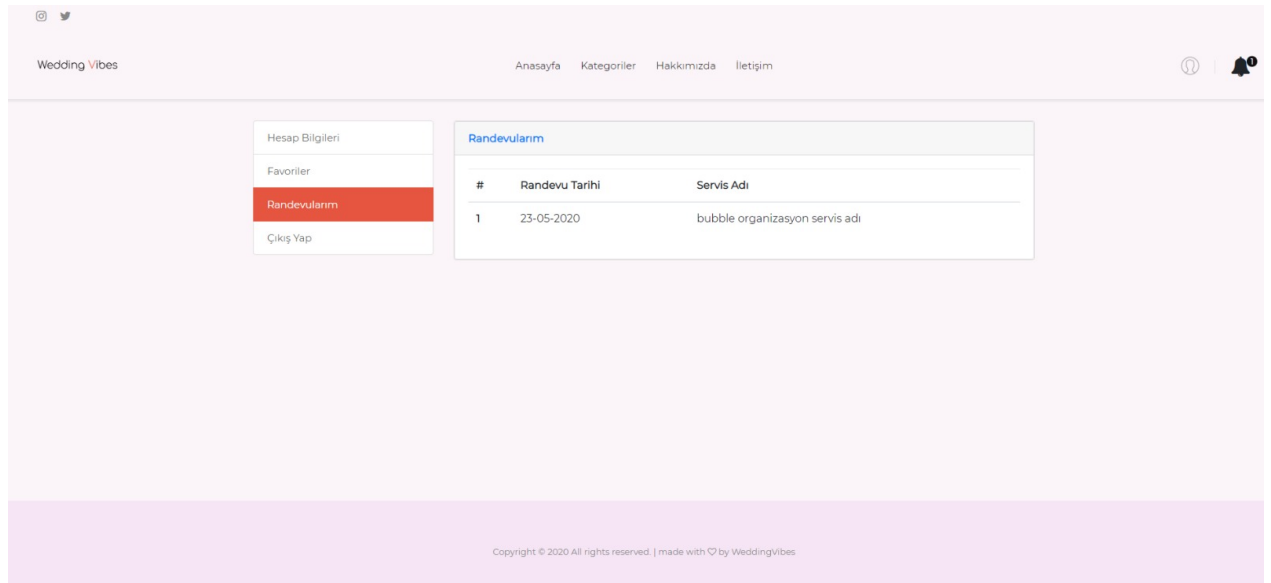 Wedding Vibes
Anasayfa Kategoriler Hakkımızda İletişim
1
Hesap Bilgileri
Favoriler
Randevularım
Çıkış Yap
Randevularım
# Randevu Tarihi Servis Adı
1 23-05-2020 bubble organizasyon servis adı
Copyright © 2020 All rights reserved. | made with ♡ by WeddingVibes